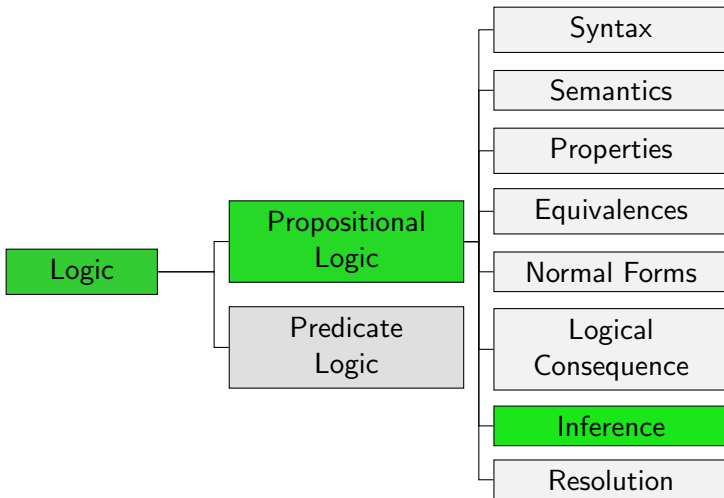 Logic
Propositional
Logic
Predicate
Logic
Syntax
Semantics
Properties
Equivalences
Normal Forms
Logical
Consequence
Inference
Resolution